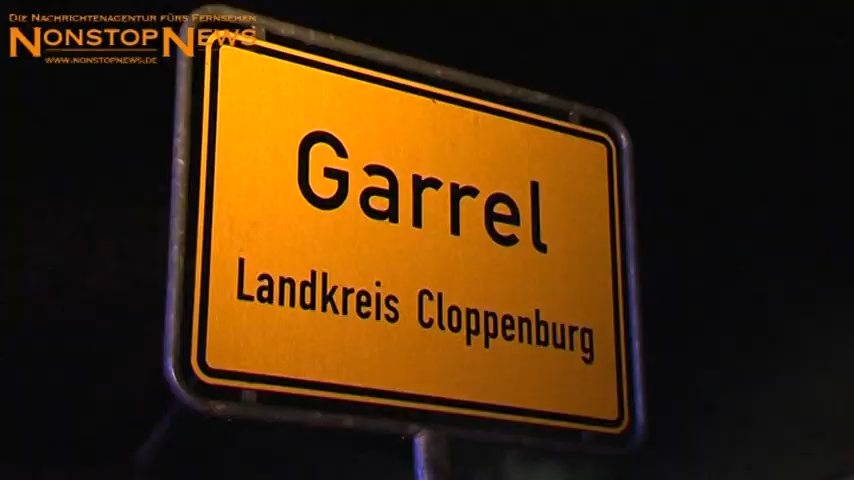 Die Nachrichtenagentur fürs Fernsehen
NonstopNews
www.nonstopnews.de
Garrel
Landkreis Cloppenburg